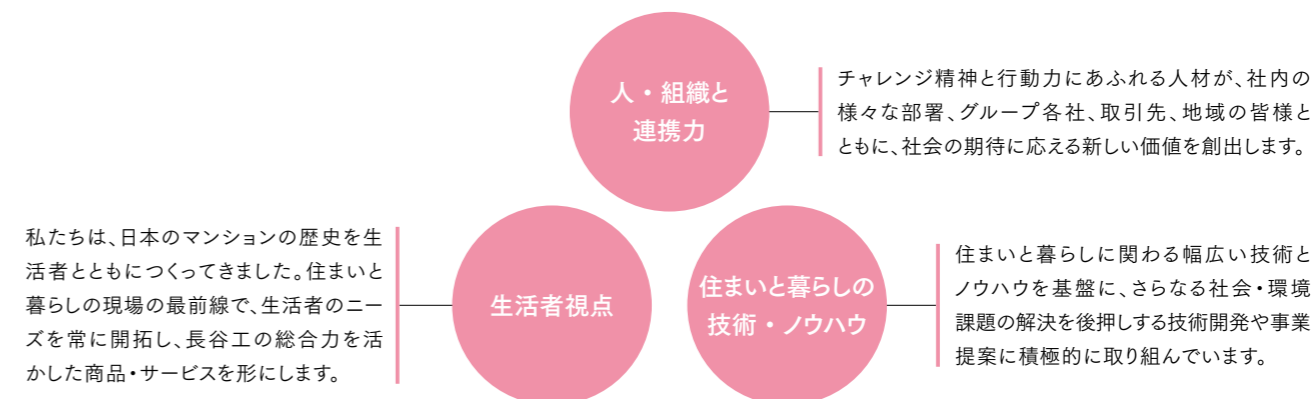 人・組織と
連携力
チャレンジ精神と行動力にあふれる人材が、社内の
様々な部署、グループ各社、取引先、地域の皆様と
ともに、社会の期待に応える新しい価値を創出します。
私たちは、日本のマンションの歴史を生
活者とともにつくってきました。住まいと
暮らしの現場の最前線で、生活者のニー
ズを常に開拓し、長谷工の総合力を活
かした商品・サービスを形にします。
生活者視点
住まいと暮らしの
技術・ノウハウ
住まいと暮らしに関わる幅広い技術と
ノウハウを基盤に、さらなる社会・環境
課題の解決を後押しする技術開発や事業
提案に積極的に取り組んでいます。